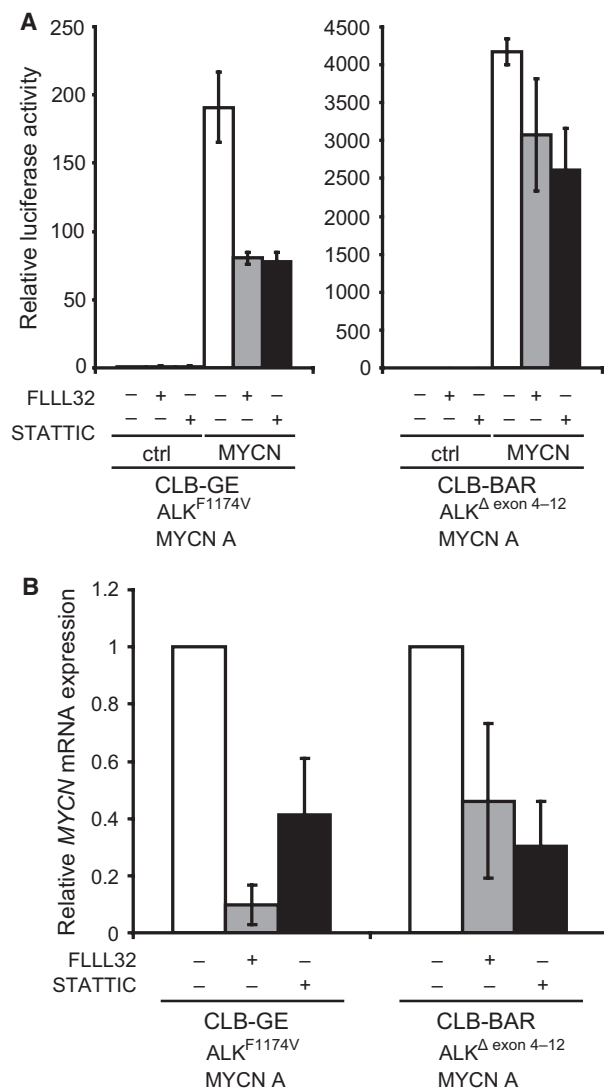 A
Relative luciferase activity
250
200
150
100
50
0
4500
4000
3500
3000
2500
2000
1500
1000
500
0
FLLL32 – + – – + – – + – – + –
STATTIC – – + – – + – – + – – +
ctrl MYCN ctrl MYCN
CLB-GE CLB-BAR
ALK^F1174V ALK^Δ exon 4–12
MYCN A MYCN A
B
Relative MYCN mRNA expression
1.2
1
0.8
0.6
0.4
0.2
0
FLLL32 – + – – + –
STATTIC – – + – – +
CLB-GE CLB-BAR
ALK^F1174V ALK^Δ exon 4–12
MYCN A MYCN A